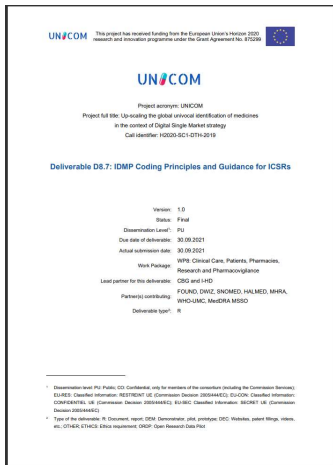 UNICOM
This project has received funding from the European Union's Horizon 2020
research and innovation programme under the Grant Agreement No. 875299
UNICOM
Project acronym: UNICOM
Project full title: Up-scaling the global univocal identification of medicines
in the context of Digital Single Market strategy
Call identifier: H2020-SC1-DTH-2019
Deliverable D8.7: IDMP Coding Principles and Guidance for ICSRs
Version: 1.0
Status: Final
Dissemination Level¹: PU
Due date of deliverable: 30.09.2021
Actual submission date: 30.09.2021
Work Package: WP8: Clinical Care, Patients, Pharmacies,
Research and Pharmacovigilance
Lead partner for this deliverable: CBG and I-HD
Partner(s) contributing: FOUND, DWIZ, SNOMED, HALMED, MHRA,
WHO-UMC, MedDRA MSSO
Deliverable type²: R
¹ Dissemination level: PU: Public; CO: Confidential, only for members of the consortium (including the Commission Services);
EU-RES: Classified Information: RESTREINT UE (Commission Decision 2005/444/EC); EU-CON: Classified Information:
CONFIDENTIEL UE (Commission Decision 2005/444/EC); EU-SEC Classified Information: SECRET UE (Commission
Decision 2005/444/EC)
² Type of the deliverable: R: Document, report; DEM: Demonstrator, pilot, prototype; DEC: Websites, patent filings, videos,
etc.; OTHER; ETHICS: Ethics requirement; ORDP: Open Research Data Pilot